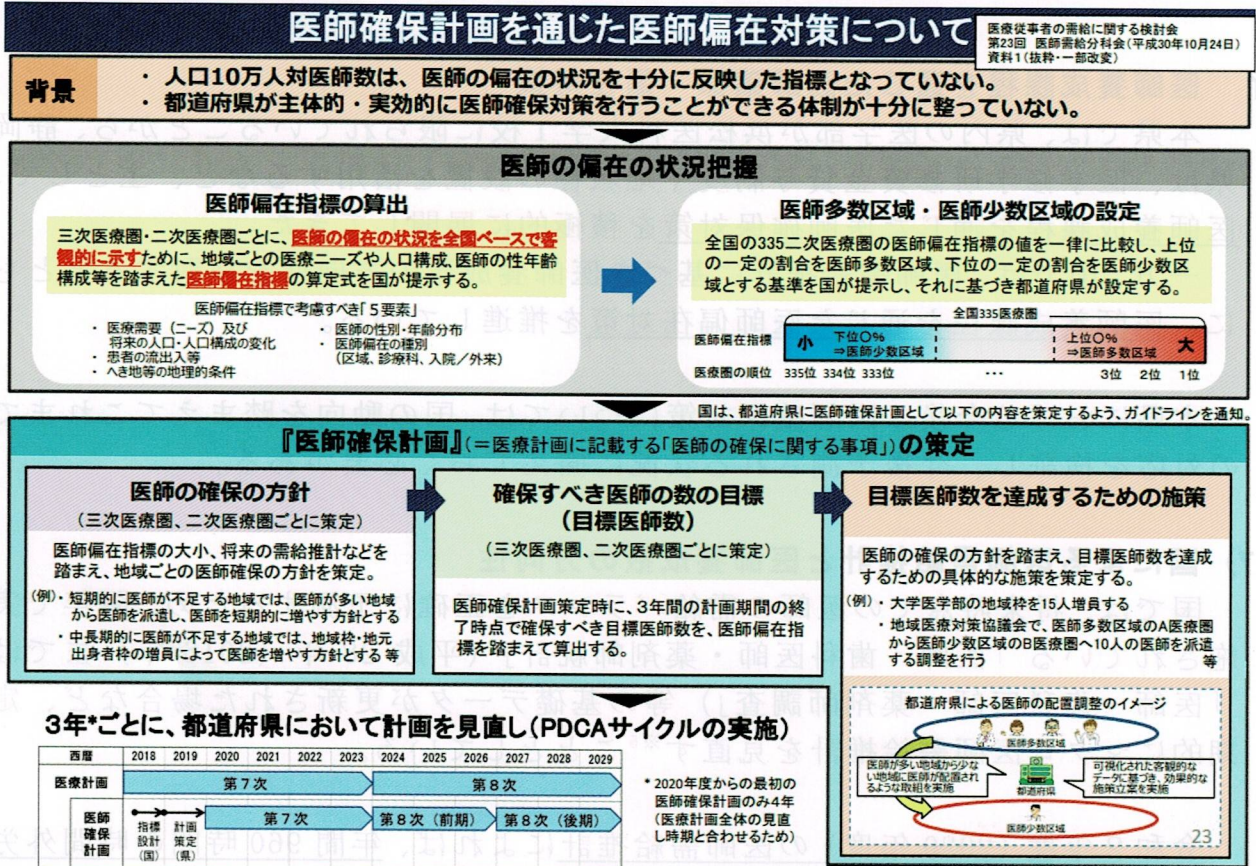 医師確保計画を通じた医師偏在対策について
医療従事者の需給に関する検討会
第23回 医師需給分科会(平成30年10月24日)
資料1(抜粋・一部改変)
背景
・ 人口10万人対医師数は、医師の偏在の状況を十分に反映した指標となっていない。
・ 都道府県が主体的・実効的に医師確保対策を行うことができる体制が十分に整っていない。
医師の偏在の状況把握
医師偏在指標の算出
三次医療圏・二次医療圏ごとに、医師の偏在の状況を全国ベースで客
観的に示すために、地域ごとの医療ニーズや人口構成、医師の性年齢
構成等を踏まえた医師偏在指標の算定式を国が提示する。
医師偏在指標で考慮すべき「5要素」
・ 医療需要（ニーズ）及び
将来の人口・人口構成の変化
・ 患者の流出入等
・ へき地等の地理的条件
・ 医師の性別・年齢分布
・ 医師偏在の種別
(区域、診療科、入院／外来)
医師多数区域・医師少数区域の設定
全国の335二次医療圏の医師偏在指標の値を一律に比較し、上位
の一定の割合を医師多数区域、下位の一定の割合を医師少数区
域とする基準を国が提示し、それに基づき都道府県が設定する。
全国335医療圏
医師偏在指標
小 下位〇%
⇒医師少数区域
上位〇%
⇒医師多数区域 大
医療圏の順位 335位 334位 333位 ・・・ 3位 2位 1位
国は、都道府県に医師確保計画として以下の内容を策定するよう、ガイドラインを通知。
『医師確保計画』(＝医療計画に記載する「医師の確保に関する事項」)の策定
医師の確保の方針
(三次医療圏、二次医療圏ごとに策定)
医師偏在指標の大小、将来の需給推計などを
踏まえ、地域ごとの医師確保の方針を策定。
(例)・ 短期的に医師が不足する地域では、医師が多い地域
から医師を派遣し、医師を短期的に増やす方針とする
・ 中長期的に医師が不足する地域では、地域枠・地元
出身者枠の増員によって医師を増やす方針とする 等
確保すべき医師の数の目標
(目標医師数)
(三次医療圏、二次医療圏ごとに策定)
医師確保計画策定時に、3年間の計画期間の終
了時点で確保すべき目標医師数を、医師偏在指
標を踏まえて算出する。
目標医師数を達成するための施策
医師の確保の方針を踏まえ、目標医師数を達成
するための具体的な施策を策定する。
(例)・ 大学医学部の地域枠を15人増員する
・ 地域医療対策協議会で、医師多数区域のA医療圏
から医師少数区域のB医療圏へ10人の医師を派遣
する調整を行う 等
都道府県による医師の配置調整のイメージ
医師多数区域
医師が多い地域から少な
い地域に医師が配置され
るような取組を実施
都道府県
可視化された客観的な
データに基づき、効果的な
施策立案を実施
医師少数区域
23
3年*ごとに、都道府県において計画を見直し(PDCAサイクルの実施)
西暦 2018 2019 2020 2021 2022 2023 2024 2025 2026 2027 2028 2029
医療計画 第7次 第8次
医師
確保
計画
指標
設計
(国)
計画
策定
(県)
第7次 第8次（前期） 第8次（後期）
* 2020年度からの最初の
医師確保計画のみ4年
(医療計画全体の見直
し時期と合わせるため)